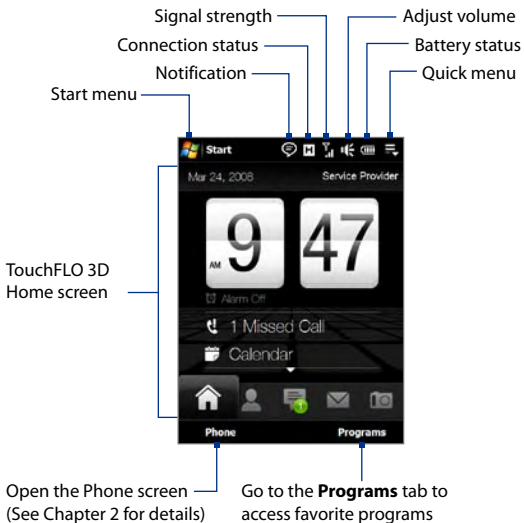 Signal strength
Adjust volume
Connection status
Battery status
Notification
Quick menu
Start menu
Start
H
Mar 24, 2008
Service Provider
AM
9
47
TouchFLO 3D
Home screen
Alarm Off
1 Missed Call
Calendar
1
Phone
Programs
Open the Phone screen
(See Chapter 2 for details)
Go to the Programs tab to
access favorite programs